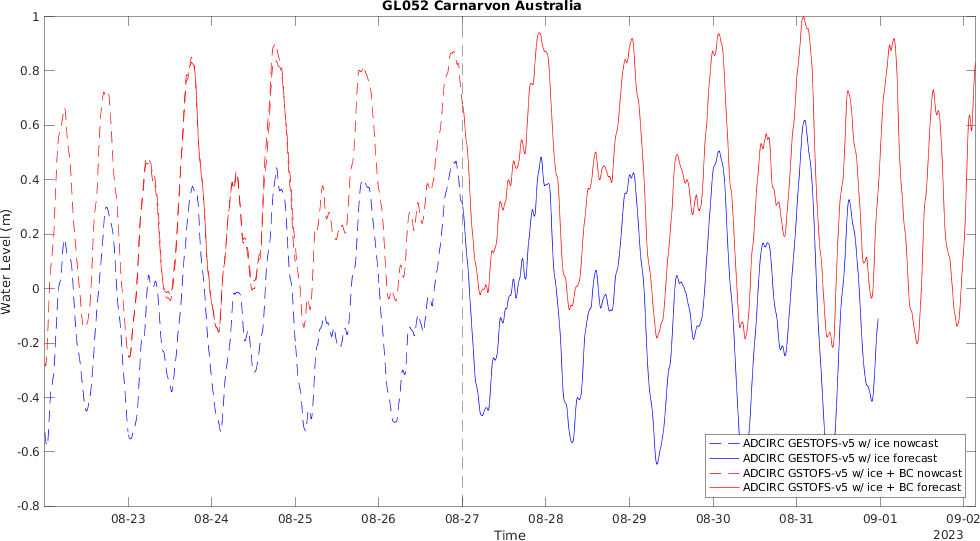 GL052 Carnarvon Australia
1
0.8
0.6
0.4
0.2
0
-0.2
-0.4
-0.6
-0.8
Water Level (m)
ADCIRC GESTOFS-v5 w/ ice nowcast
ADCIRC GESTOFS-v5 w/ ice forecast
ADCIRC GSTOFS-v5 w/ ice + BC nowcast
ADCIRC GSTOFS-v5 w/ ice + BC forecast
08-23 08-24 08-25 08-26 08-27 08-28 08-29 08-30 08-31 09-01 09-02
Time
2023